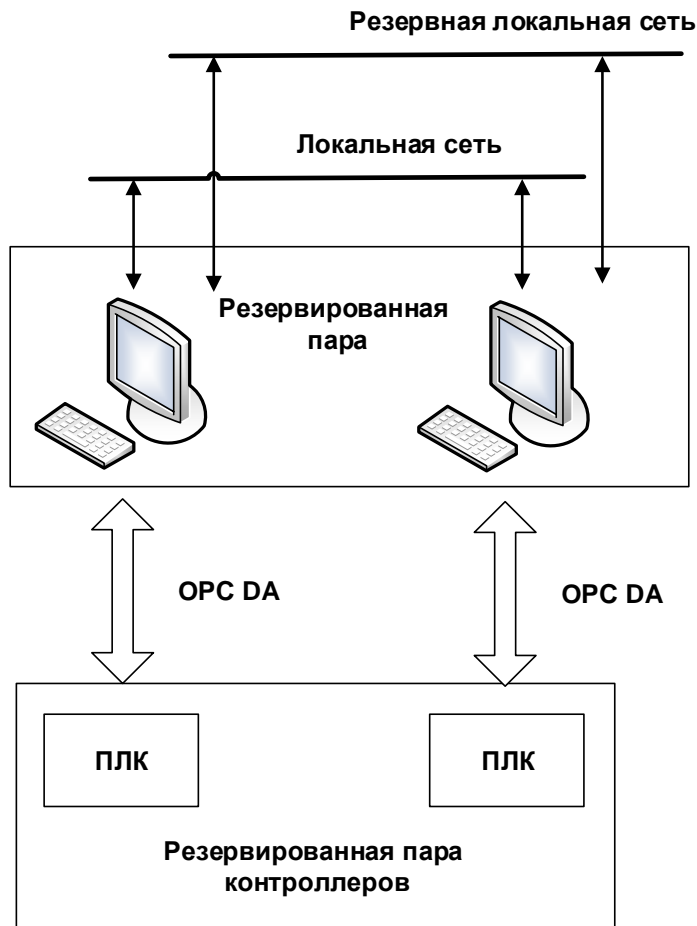 Резервная локальная сеть
Локальная сеть
Резервированная
пара
OPC DA
OPC DA
ПЛК
ПЛК
Резервированная пара
контроллеров